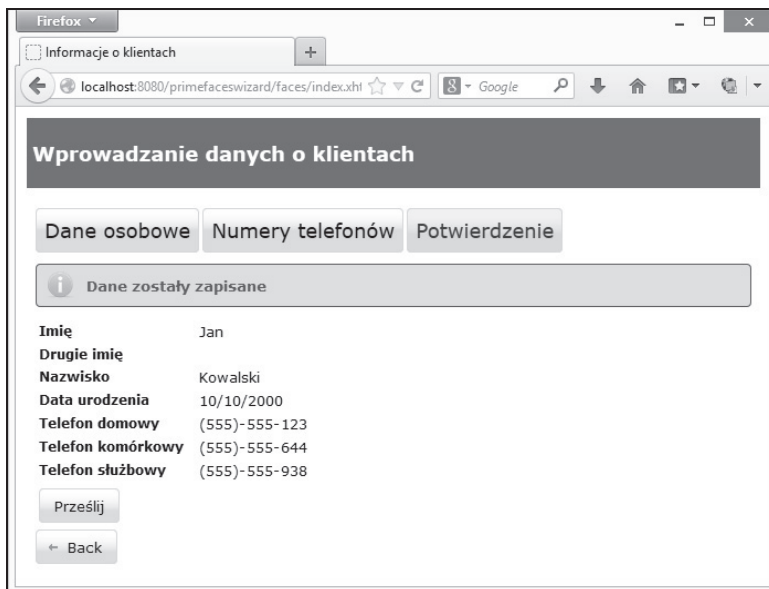 Firefox
Informacje o klientach
localhost:8080/primefaceswizard/faces/index.xht
8 Google
Wprowadzanie danych o klientach
Dane osobowe Numery telefonów Potwierdzenie
i Dane zostały zapisane
Imię Jan
Drugie imię
Nazwisko Kowalski
Data urodzenia 10/10/2000
Telefon domowy (555)-555-123
Telefon komórkowy (555)-555-644
Telefon służbowy (555)-555-938
Prześlij
← Back